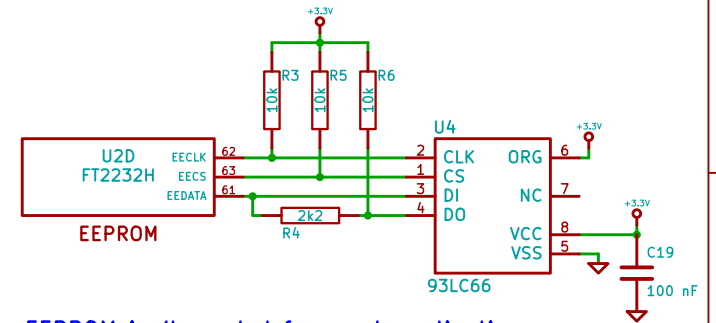 +3.3V
R3
R5
R6
10k
10k
10k
U4
U2D
FT2232H
EECLK
EECS
EEDATA
62
63
61
2
1
3
4
CLK
CS
DI
DO
ORG
NC
VCC
VSS
6
7
8
5
+3.3V
+3.3V
2k2
R4
EEPROM
93LC66
C19
100 nF